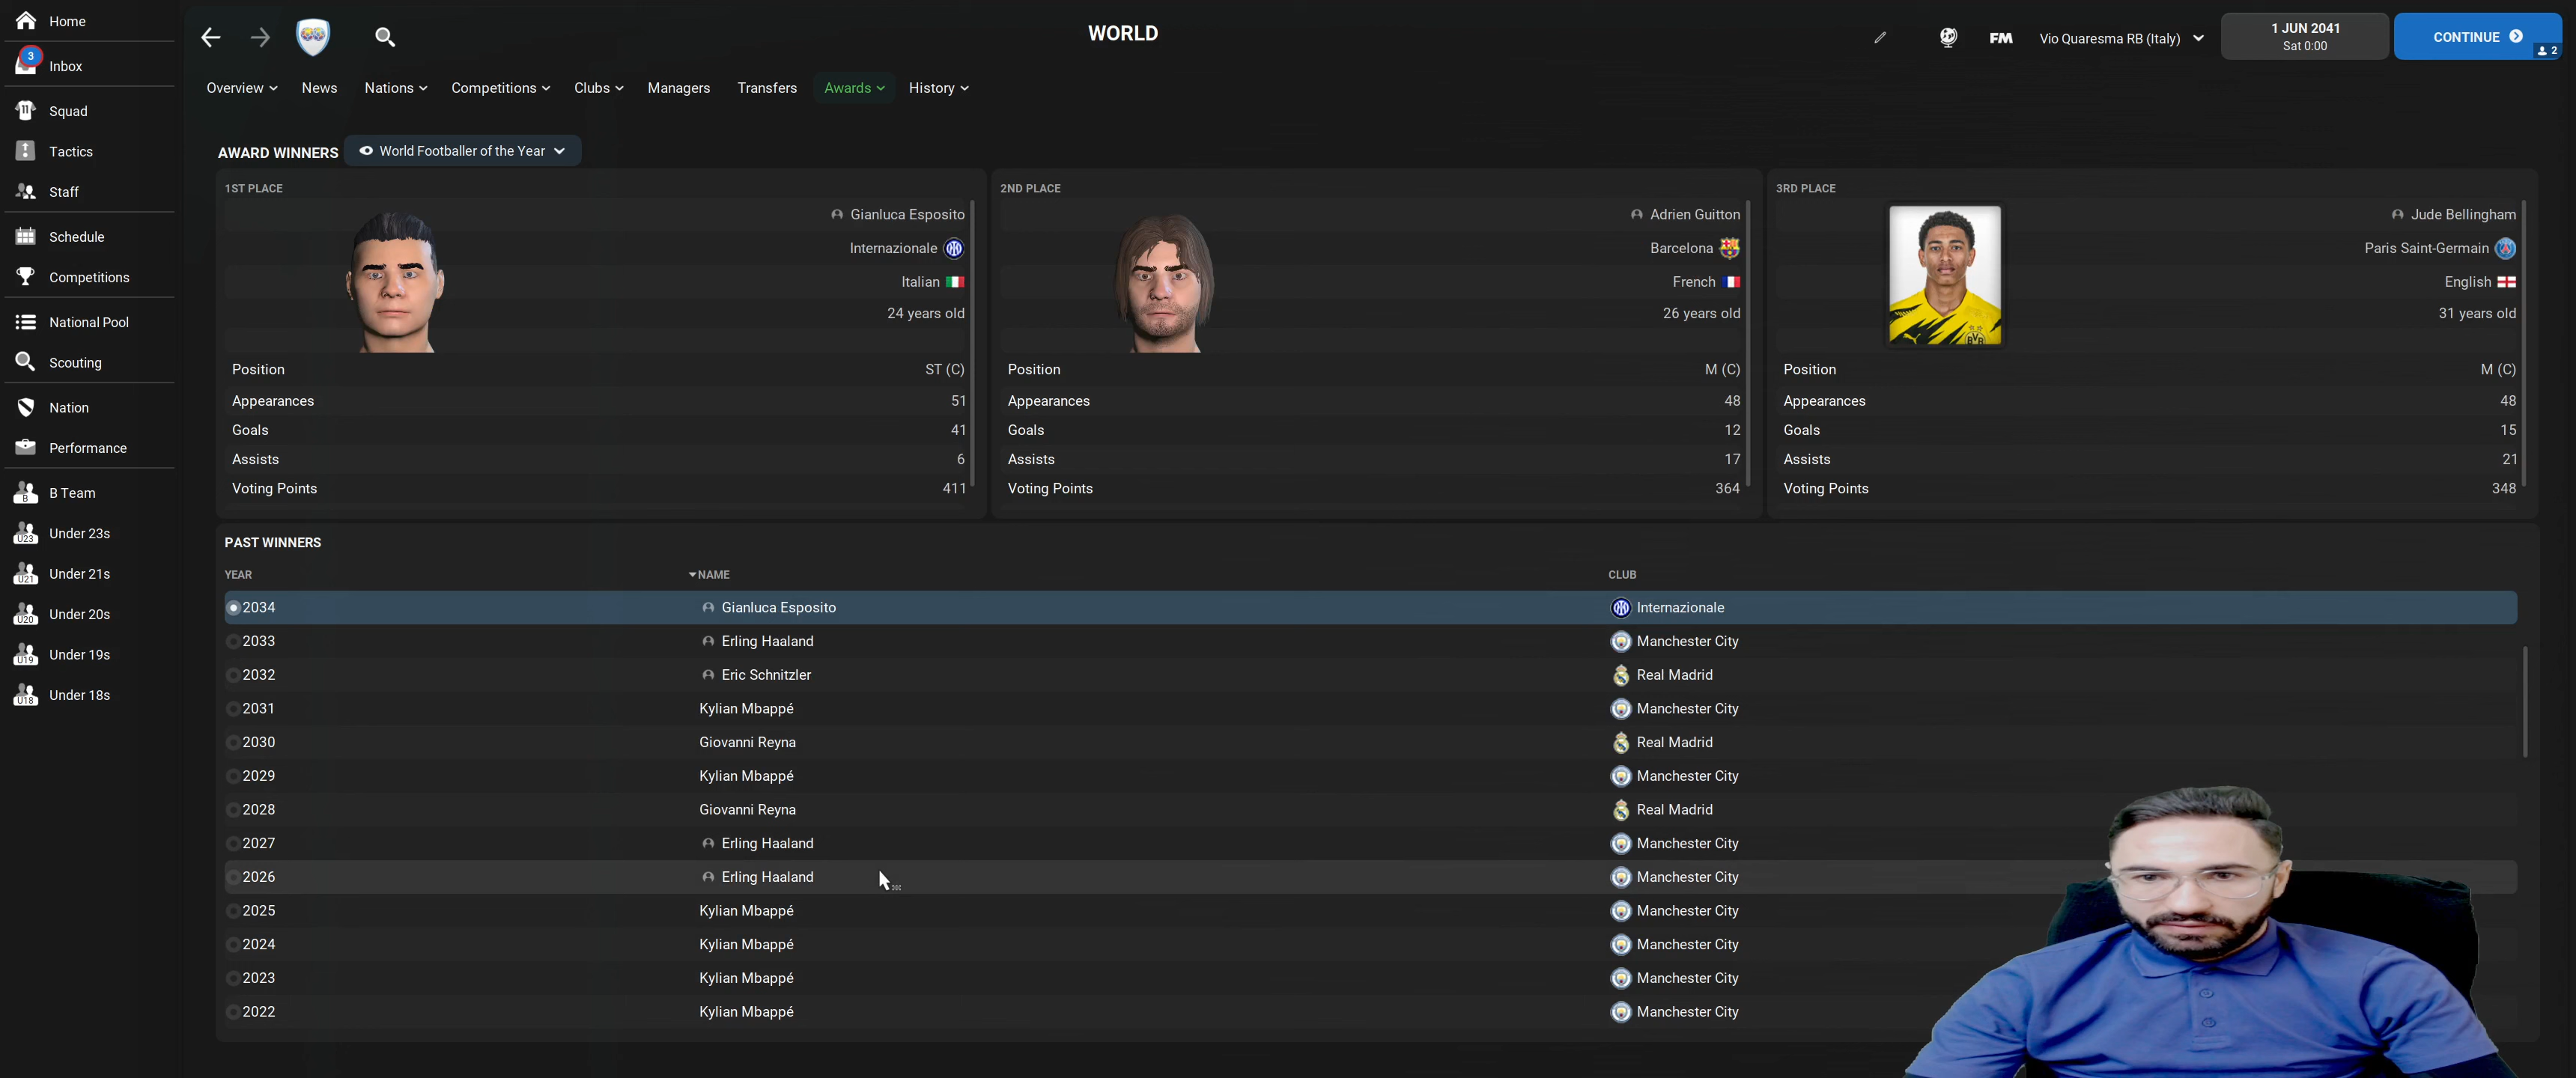 Home
3
Inbox
Squad
Tactics
Staff
Schedule
Competitions
National Pool
Scouting
Nation
Performance
B
B Team
U23
Under 23s
U21
Under 21s
U20
Under 20s
U19
Under 19s
U18
Under 18s
WORLD
FM
Vio Quaresma RB (Italy)
1 JUN 2041
Sat 0:00
CONTINUE
2
Overview
News
Nations
Competitions
Clubs
Managers
Transfers
Awards
History
AWARD WINNERS
World Footballer of the Year
1ST PLACE
Gianluca Esposito
Internazionale
Italian
24 years old
Position ST (C)
Appearances 51
Goals 41
Assists 6
Voting Points 411
2ND PLACE
Adrien Guitton
Barcelona
French
26 years old
Position M (C)
Appearances 48
Goals 12
Assists 17
Voting Points 364
3RD PLACE
BVB
Jude Bellingham
Paris Saint-Germain
English
31 years old
Position M (C)
Appearances 48
Goals 15
Assists 21
Voting Points 348
PAST WINNERS
YEAR NAME CLUB
2034 Gianluca Esposito Internazionale
2033 Erling Haaland Manchester City
2032 Eric Schnitzler Real Madrid
2031 Kylian Mbappé Manchester City
2030 Giovanni Reyna Real Madrid
2029 Kylian Mbappé Manchester City
2028 Giovanni Reyna Real Madrid
2027 Erling Haaland Manchester City
2026 Erling Haaland Manchester City
2025 Kylian Mbappé Manchester City
2024 Kylian Mbappé Manchester City
2023 Kylian Mbappé Manchester City
2022 Kylian Mbappé Manchester City